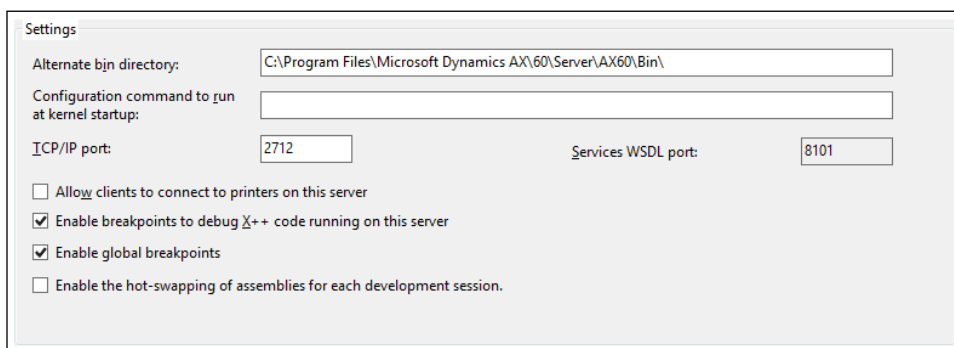 Settings
Alternate bin directory: C:\Program Files\Microsoft Dynamics AX\60\Server\AX60\Bin\
Configuration command to run
at kernel startup:
TCP/IP port: 2712 Services WSDL port: 8101
Allow clients to connect to printers on this server
Enable breakpoints to debug X++ code running on this server
Enable global breakpoints
Enable the hot-swapping of assemblies for each development session.